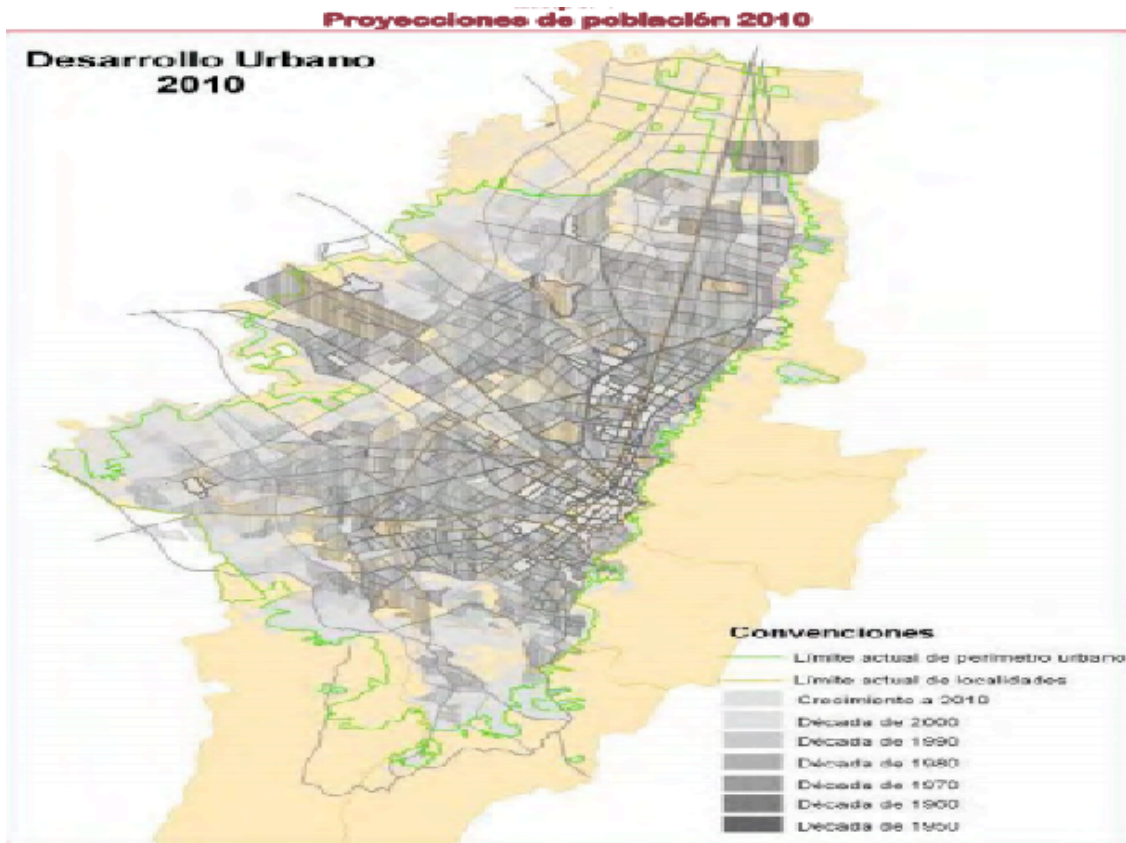 Proyecciones de población 2010
Desarrollo Urbano
2010
Convenciones
Límite actual de perímetro urbano
Límite actual de localidades
Crecimiento a 2010
Década de 2000
Década de 1990
Década de 1980
Década de 1970
Década de 1960
Década de 1950